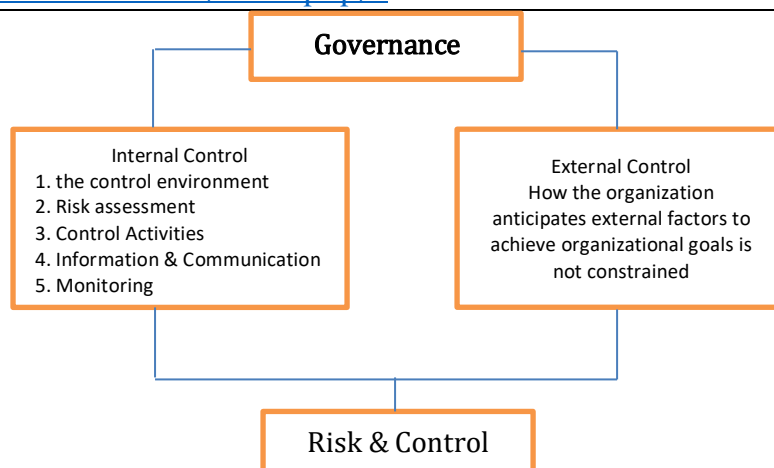 Governance
Internal Control
1. the control environment
2. Risk assessment
3. Control Activities
4. Information & Communication
5. Monitoring
External Control
How the organization
anticipates external factors to
achieve organizational goals is
not constrained
Risk & Control